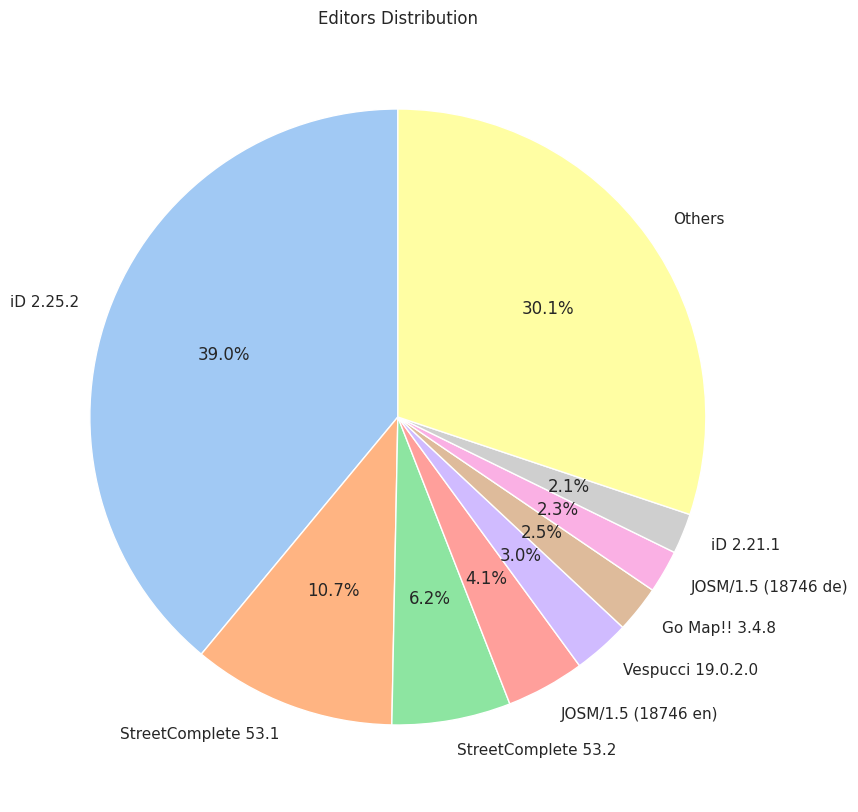 Editors Distribution
Others
30.1%
iD 2.25.2
39.0%
2.1%
iD 2.21.1
2.3%
JOSM/1.5 (18746 de)
2.5%
Go Map!! 3.4.8
3.0%
Vespucci 19.0.2.0
4.1%
JOSM/1.5 (18746 en)
6.2%
StreetComplete 53.2
10.7%
StreetComplete 53.1